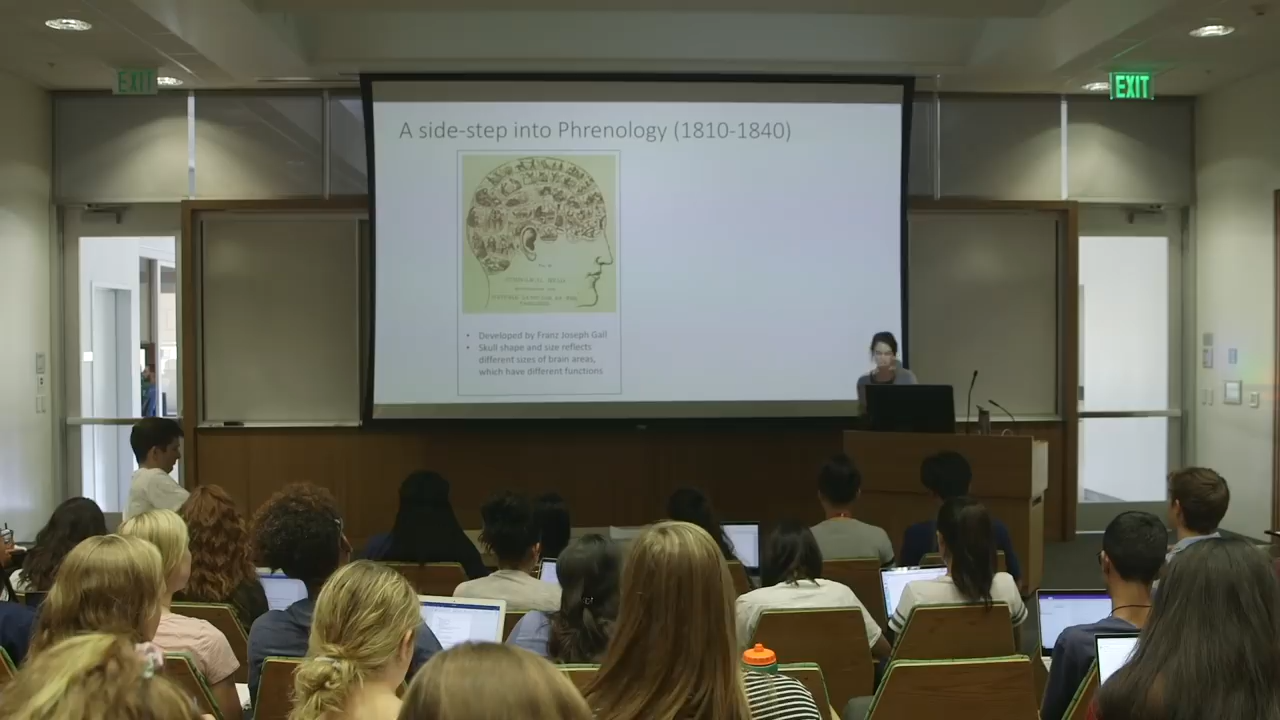 EXIT
EXIT
A side-step into Phrenology (1810-1840)
• Developed by Franz Joseph Gall
• Skull shape and size reflects
different sizes of brain areas,
which have different functions